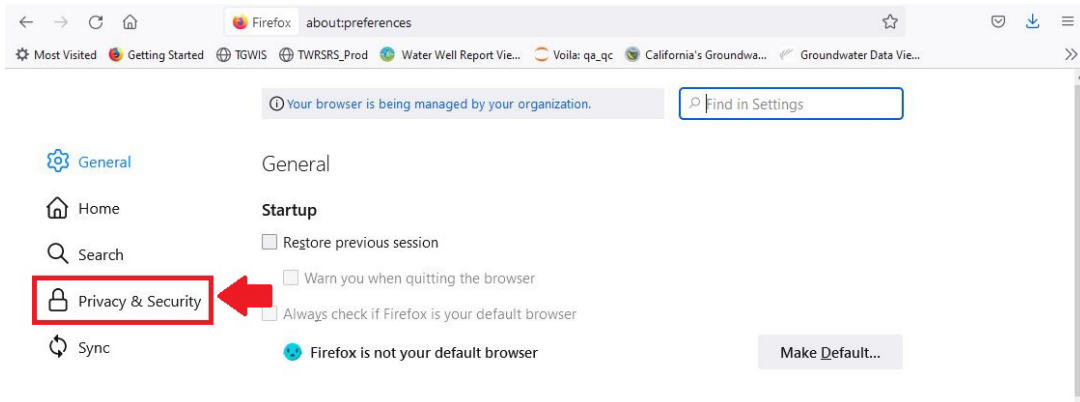 Firefox about:preferences
Most Visited Getting Started TGWIS TWRSRS_Prod Water Well Report Vie... Voila: qa_qc California's Groundwa... Groundwater Data Vie...
Your browser is being managed by your organization. Find in Settings
General
General
Home
Startup
Restore previous session
Search
Warn you when quitting the browser
Privacy & Security
Always check if Firefox is your default browser
Sync
Firefox is not your default browser Make Default...